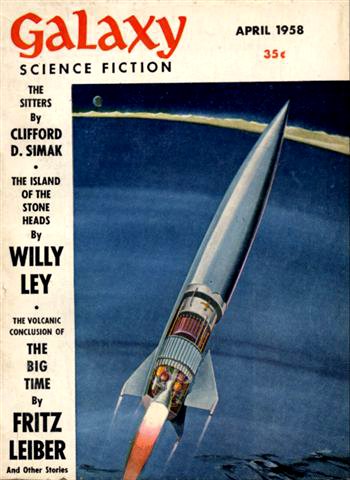 Galaxy
SCIENCE FICTION
APRIL 1958
35¢
THE
SITTERS
By
CLIFFORD
D. SIMAK
•
THE ISLAND
OF THE
STONE
HEADS
By
WILLY
LEY
•
THE VOLCANIC
CONCLUSION OF
THE
BIG
TIME
By
FRITZ
LEIBER
And Other Stories